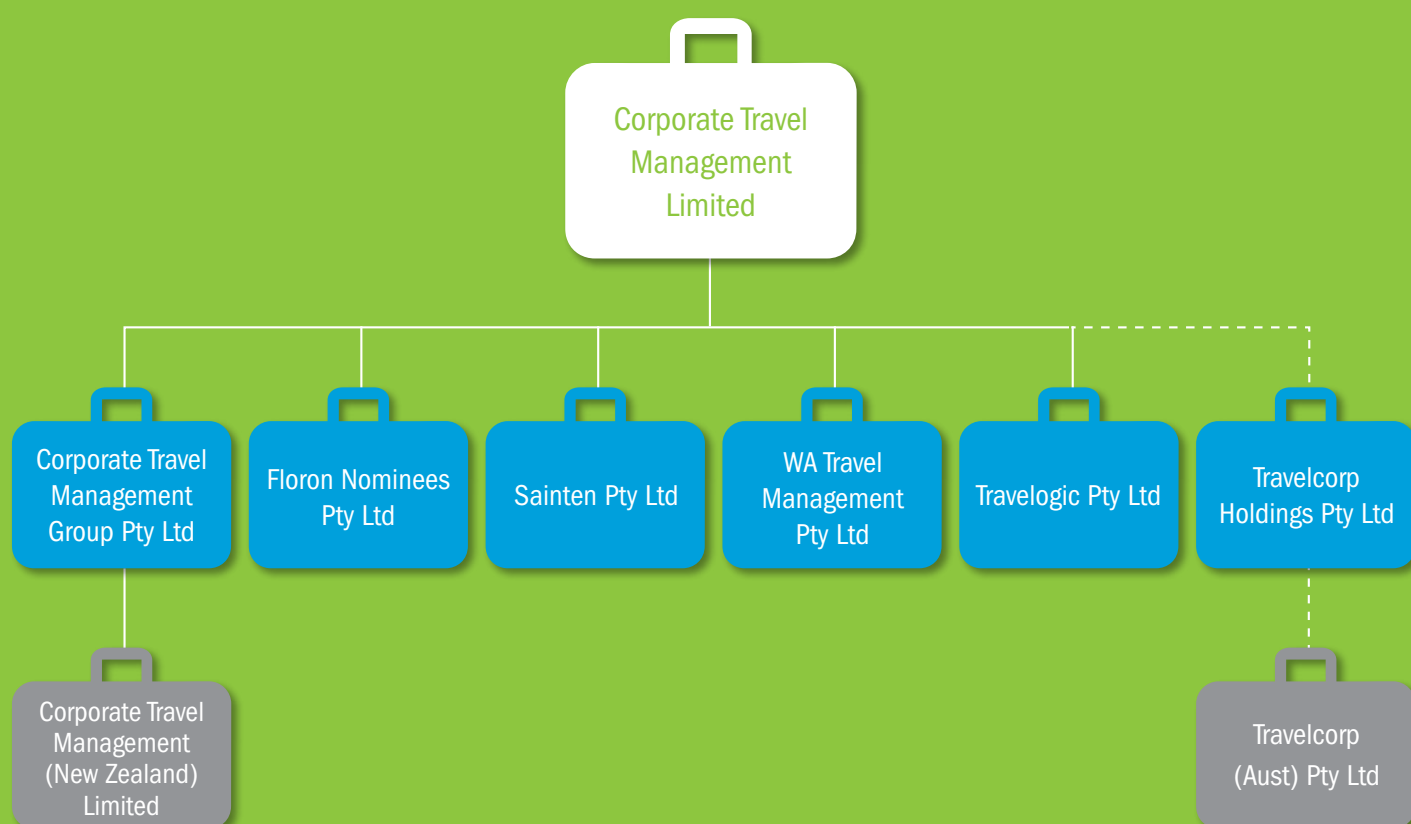 Corporate Travel
Management
Limited
Corporate Travel
Management
Group Pty Ltd
Floron Nominees
Pty Ltd
Sainten Pty Ltd
WA Travel
Management
Pty Ltd
Travelogic Pty Ltd
Travelcorp
Holdings Pty Ltd
Corporate Travel
Management
(New Zealand)
Limited
Travelcorp
(Aust) Pty Ltd